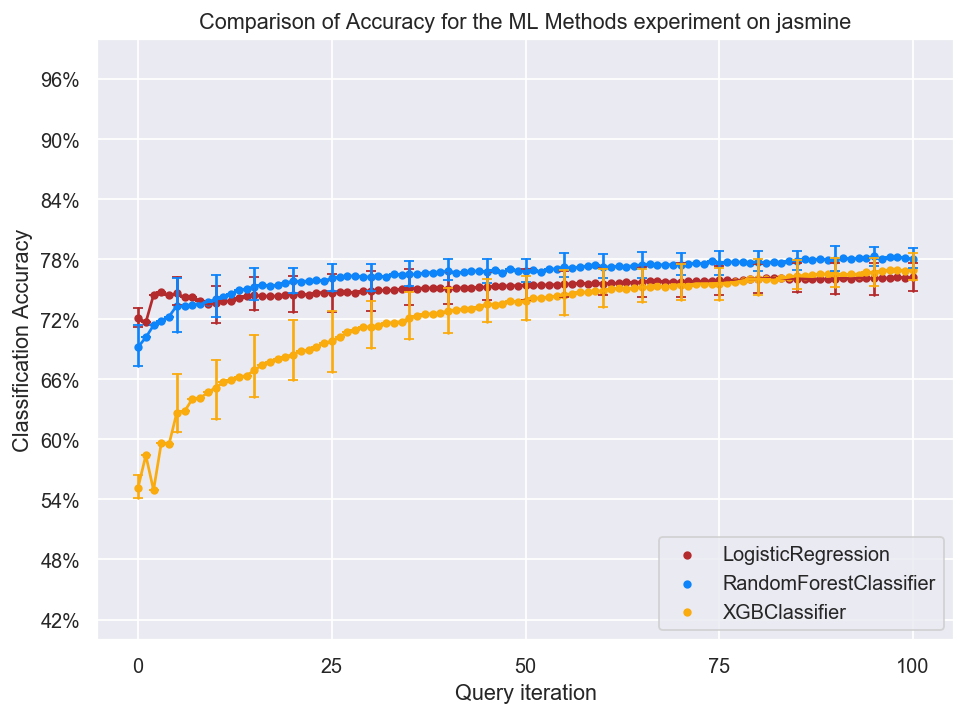 Comparison of Accuracy for the ML Methods experiment on jasmine
96%
90%
84%
78%
72%
66%
60%
54%
48%
42%
Classification Accuracy
LogisticRegression
RandomForestClassifier
XGBClassifier
0 25 50 75 100
Query iteration